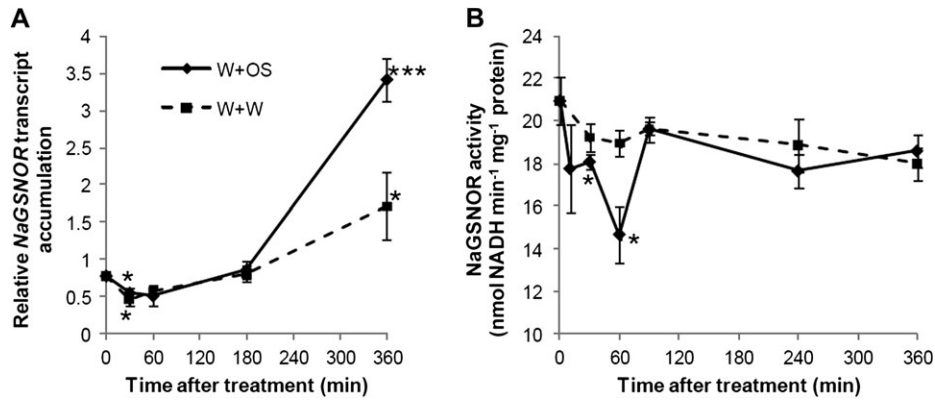 A
Relative NaGSNOR transcript
accumulation
4
3.5
3
2.5
2
1.5
1
0.5
0
W+OS
W+W
***
*
*
*
0 60 120 180 240 300 360
Time after treatment (min)
B
NaGSNOR activity
(nmol NADH min⁻¹ mg⁻¹ protein)
24
22
20
18
16
14
12
10
*
*
0 60 120 180 240 300 360
Time after treatment (min)